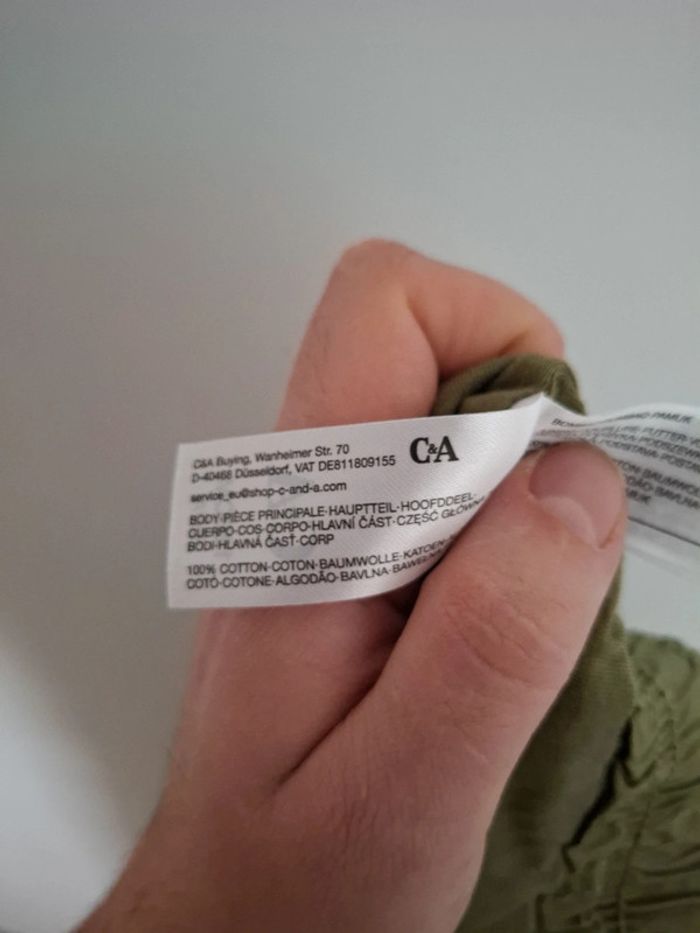 C&A Buying, Wanheimer Str. 70
D-40468 Düsseldorf, VAT DE811809155
C&A
service_eu@shop-c-and-a.com
BODY·PIÈCE PRINCIPALE·HAUPTTEIL·HOOFDDEEL·
CUERPO·COS·CORPO·HLAVNÍ ČÁST·CZĘŚĆ GŁÓWNA
BODI·HLAVNÁ ČASŤ·CORP
100% COTTON·COTON·BAUMWOLLE·KATOEN·
COTÓ·COTONE·ALGODÃO·BAVLNA·
PAMUK